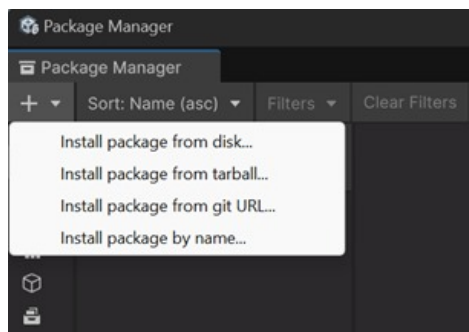 Package Manager
Package Manager
+ Sort: Name (asc) Filters Clear Filters
Install package from disk...
Install package from tarball...
Install package from git URL...
Install package by name...